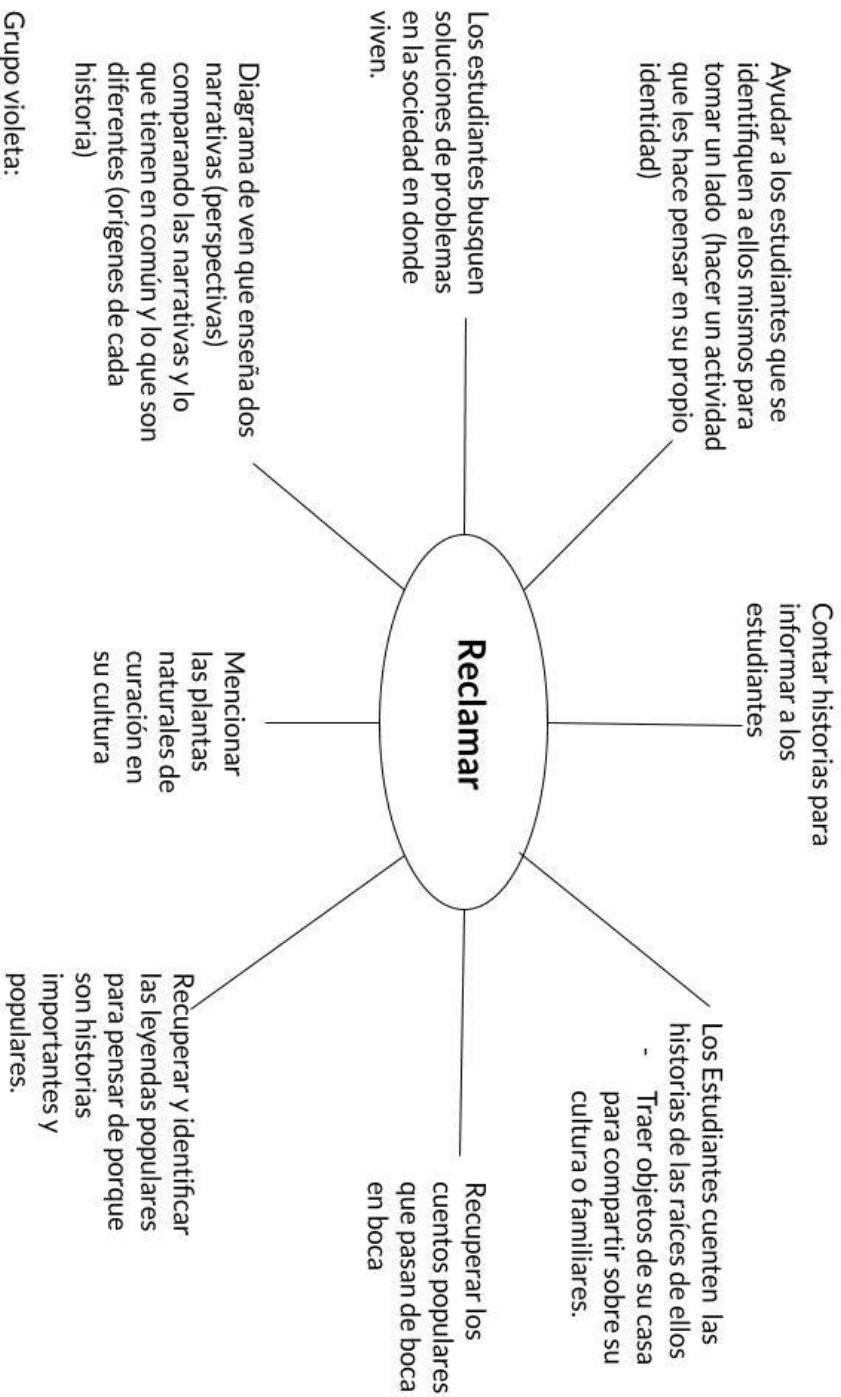 Ayudar a los estudiantes que se
identifiquen a ellos mismos para
tomar un lado (hacer un actividad
que les hace pensar en su propio
identidad)
Contar historias para
informar a los
estudiantes
Los Estudiantes cuenten las
historias de las raíces de ellos
- Traer objetos de su casa
para compartir sobre su
cultura o familiares.
Los estudiantes busquen
soluciones de problemas
en la sociedad en donde
viven.
Reclamar
Recuperar los
cuentos populares
que pasan de boca
en boca
Diagrama de ven que enseña dos
narrativas (perspectivas)
comparando las narrativas y lo
que tienen en común y lo que son
diferentes (orígenes de cada
historia)
Mencionar
las plantas
naturales de
curación en
su cultura
Recuperar y identificar
las leyendas populares
para pensar de porque
son historias
importantes y
populares.
Grupo violeta: